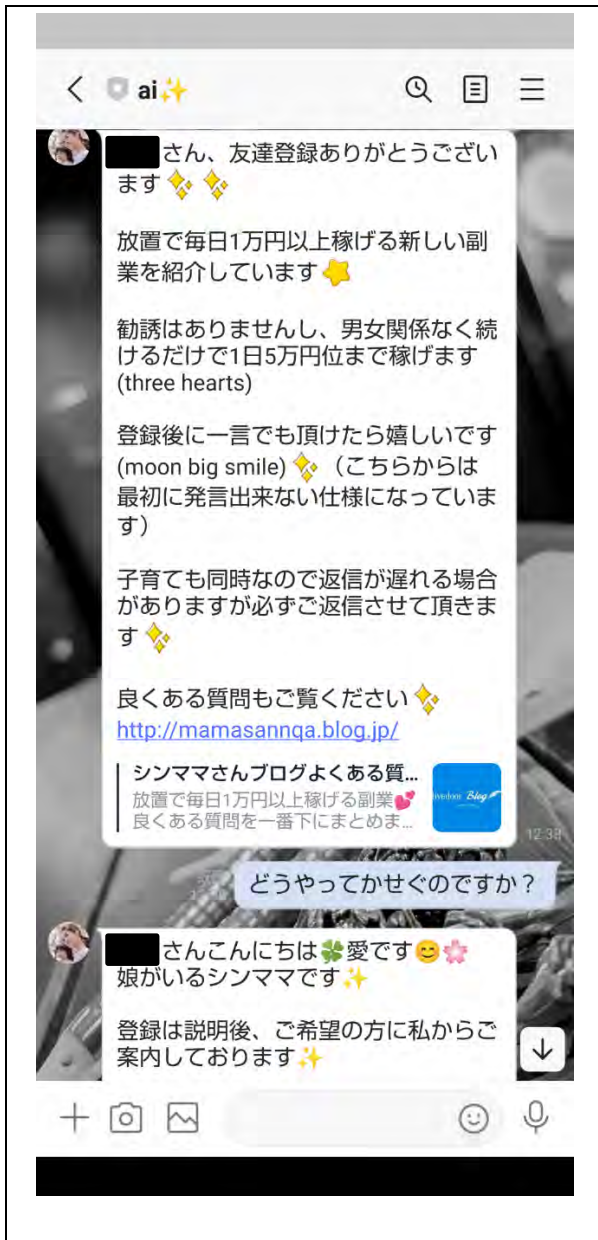 ai✨
さん、友達登録ありがとうござい
ます✨ ✨
放置で毎日1万円以上稼げる新しい副
業を紹介しています⭐
勧誘はありませんし、男女関係なく続
けるだけで1日5万円位まで稼げます
(three hearts)
登録後に一言でも頂けたら嬉しいです
(moon big smile)✨（こちらからは
最初に発言出来ない仕様になっていま
す）
子育ても同時なので返信が遅れる場合
がありますが必ずご返信させて頂きま
す✨
良くある質問もご覧ください✨
http://mamasannqa.blog.jp/
シンママさんブログよくある質...
放置で毎日1万円以上稼げる副業💕
良くある質問を一番下にまとめま...
Blog
12:38
どうやってかせぐのですか？
さんこんにちは🍀愛です😊🌸
娘がいるシンママです✨
登録は説明後、ご希望の方に私からご
案内しております✨